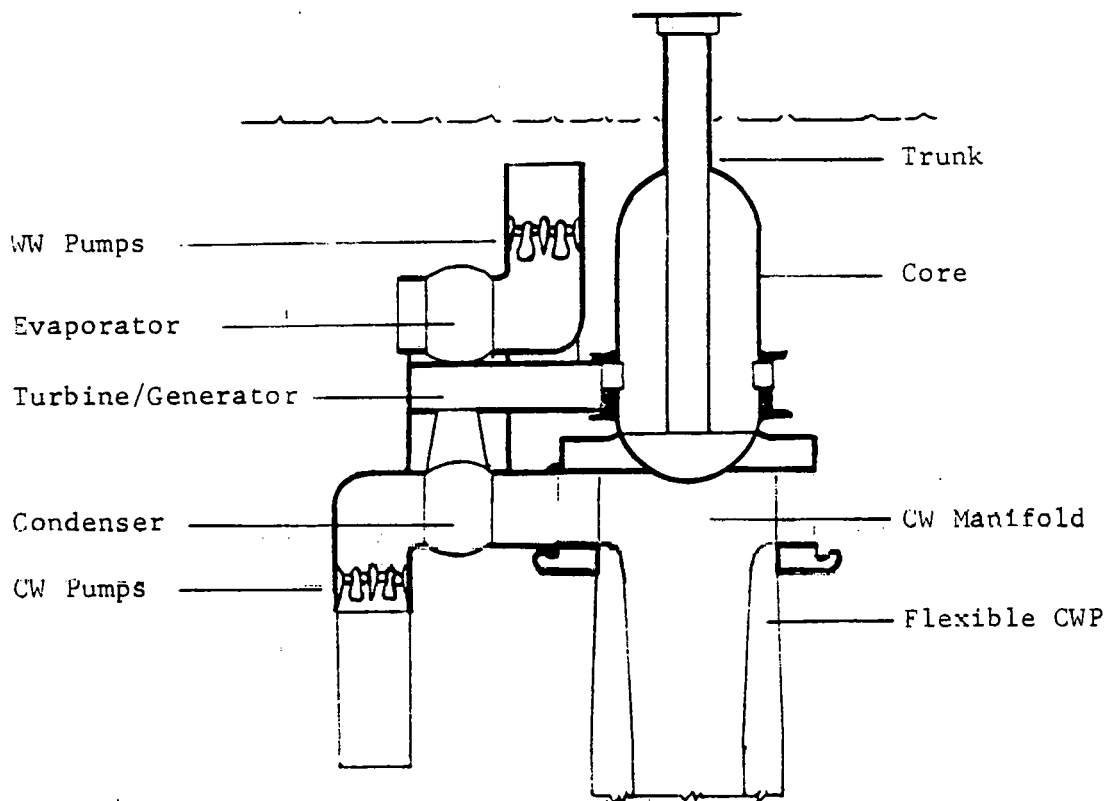 Trunk
WW Pumps
Core
Evaporator
Turbine/Generator
Condenser
CW Manifold
CW Pumps
Flexible CWP